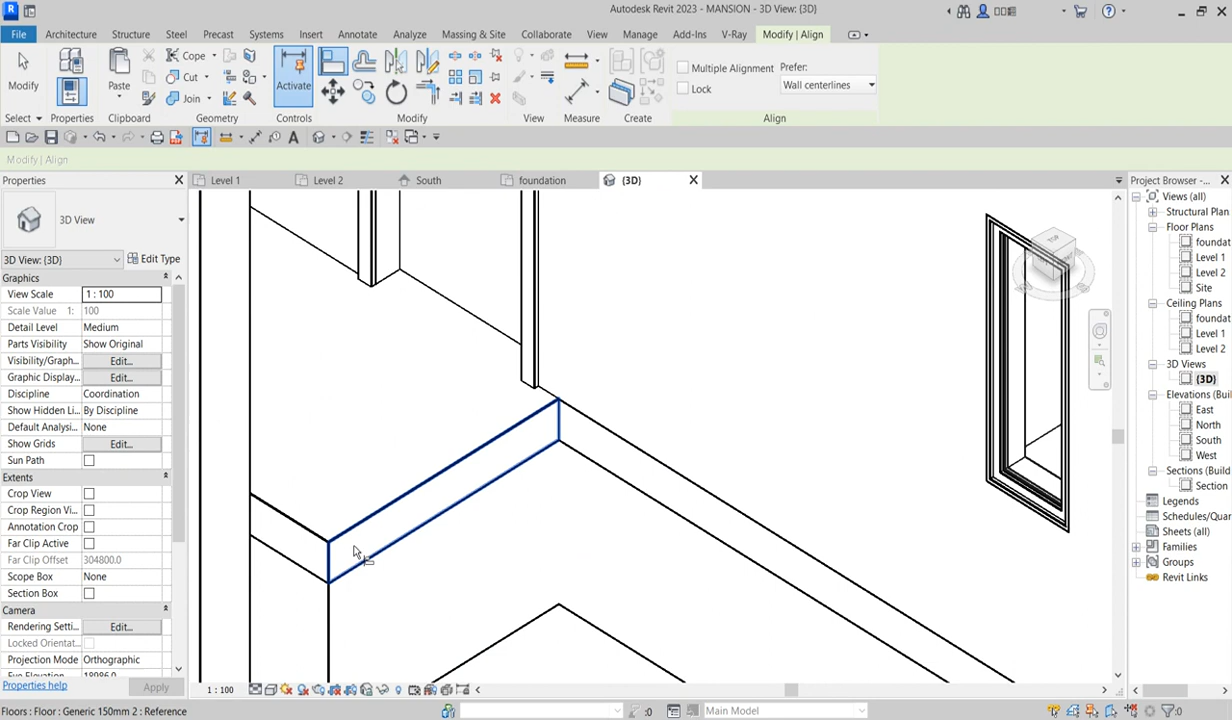 Autodesk Revit 2023 - MANSION - 3D View: {3D}
File Architecture Structure Steel Precast Systems Insert Annotate Analyze Massing & Site Collaborate View Manage Add-Ins V-Ray Modify | Align
Modify
Paste
Cope
Cut
Join
Activate
Multiple Alignment
Lock
Prefer:
Wall centerlines
Select Properties Clipboard Geometry Controls Modify View Measure Create Align
Modify | Align
Properties
Level 1 Level 2 South foundation (3D)
Project Browser -...
3D View
3D View: {3D} Edit Type
Graphics
View Scale 1 : 100
Scale Value 1: 100
Detail Level Medium
Parts Visibility Show Original
Visibility/Graph... Edit...
Graphic Display... Edit...
Discipline Coordination
Show Hidden Li... By Discipline
Default Analysi... None
Show Grids Edit...
Sun Path
Extents
Crop View
Crop Region Vi...
Annotation Crop
Far Clip Active
Far Clip Offset 304800.0
Scope Box None
Section Box
Camera
Rendering Setti... Edit...
Locked Orientat...
Projection Mode Orthographic
Eye Elevation 18986.0
Properties help Apply
TOP
Views (all)
Structural Plan
Floor Plans
foundat
Level 1
Level 2
Site
Ceiling Plans
foundat
Level 1
Level 2
3D Views
(3D)
Elevations (Buil
East
North
South
West
Sections (Build
Section
Legends
Schedules/Quar
Sheets (all)
Families
Groups
Revit Links
1 : 100
Floors : Floor : Generic 150mm 2 : Reference
:0
Main Model
:0